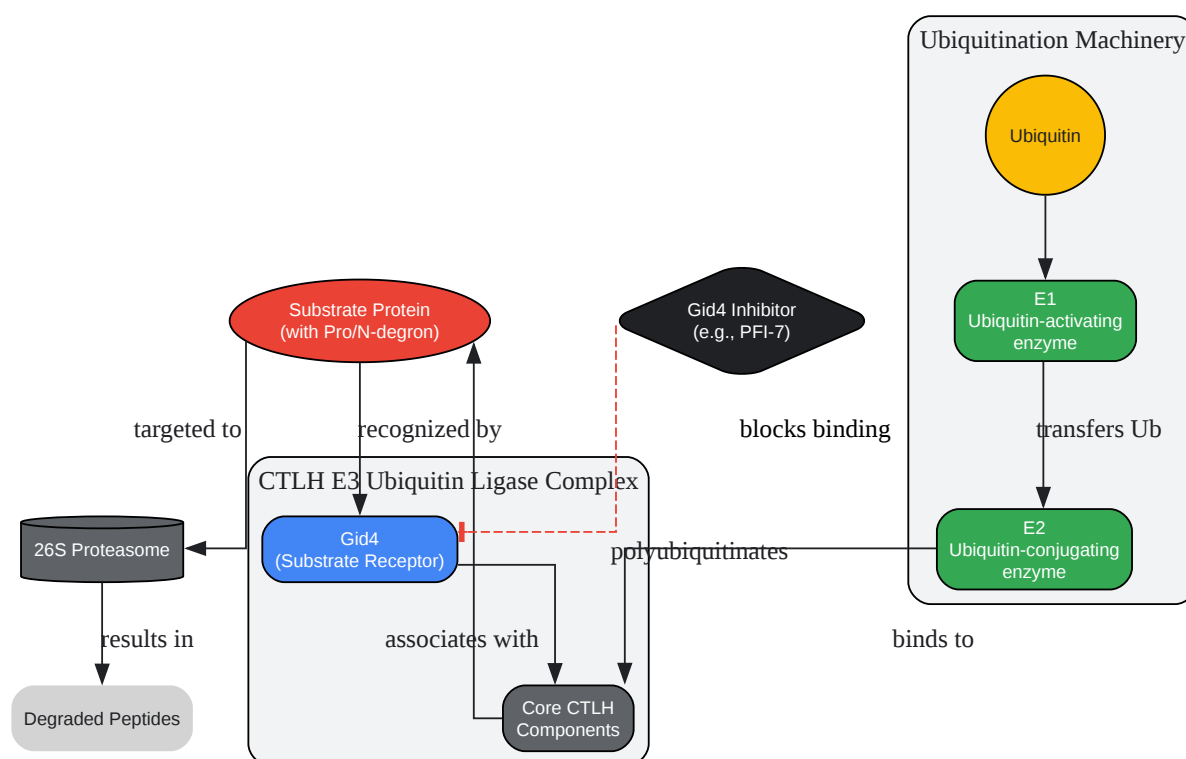 Ubiquitination Machinery
Ubiquitin
E1
Ubiquitin-activating
enzyme
Substrate Protein
(with Pro/N-degron)
Gid4 Inhibitor
(e.g., PFI-7)
targeted to
recognized by
blocks binding
transfers Ub
CTLH E3 Ubiquitin Ligase Complex
26S Proteasome
Gid4
(Substrate Receptor)
polyubiquitinates
E2
Ubiquitin-conjugating
enzyme
results in
associates with
binds to
Degraded Peptides
Core CTLH
Components